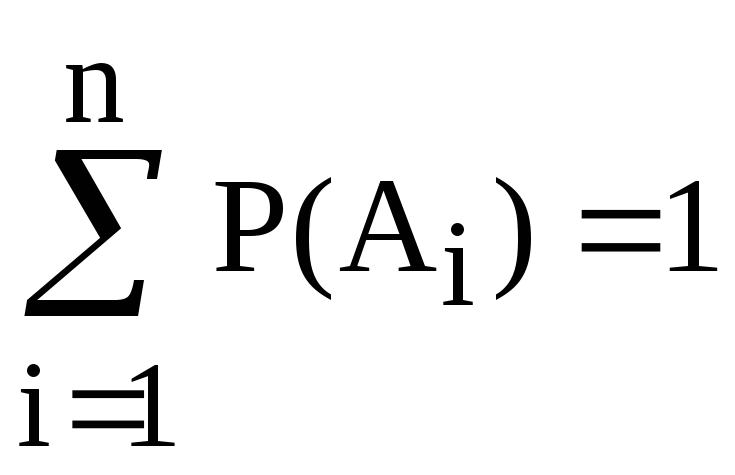 n
∑ P(Aᵢ) =1
i=1